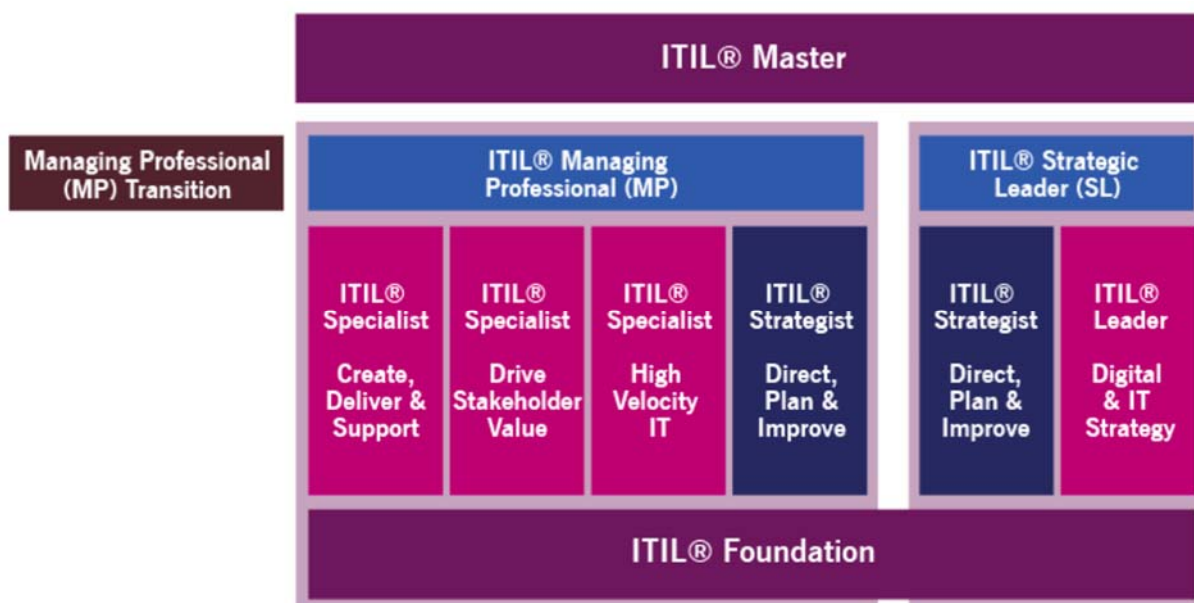 ITIL® Master
Managing Professional
(MP) Transition
ITIL® Managing
Professional (MP)
ITIL® Strategic
Leader (SL)
ITIL®
Specialist
Create,
Deliver &
Support
ITIL®
Specialist
Drive
Stakeholder
Value
ITIL®
Specialist
High
Velocity
IT
ITIL®
Strategist
Direct,
Plan &
Improve
ITIL®
Strategist
Direct,
Plan &
Improve
ITIL®
Leader
Digital
& IT
Strategy
ITIL® Foundation